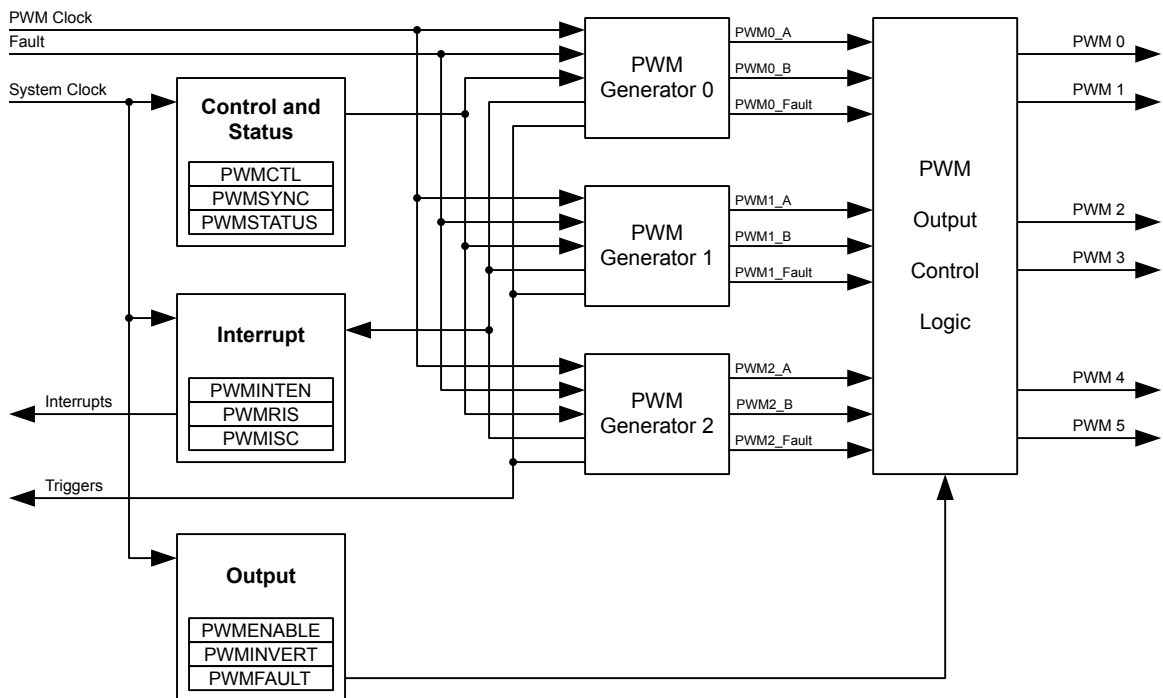 PWM Clock
Fault
System Clock
Control and
Status
PWMCTL
PWMSYNC
PWMSTATUS
Interrupt
PWMINTEN
PWMRIS
PWMISC
Interrupts
Triggers
Output
PWMENABLE
PWMINVERT
PWMFAULT
PWM
Generator 0
PWM0_A
PWM0_B
PWM0_Fault
PWM
Generator 1
PWM1_A
PWM1_B
PWM1_Fault
PWM
Generator 2
PWM2_A
PWM2_B
PWM2_Fault
PWM
Output
Control
Logic
PWM 0
PWM 1
PWM 2
PWM 3
PWM 4
PWM 5